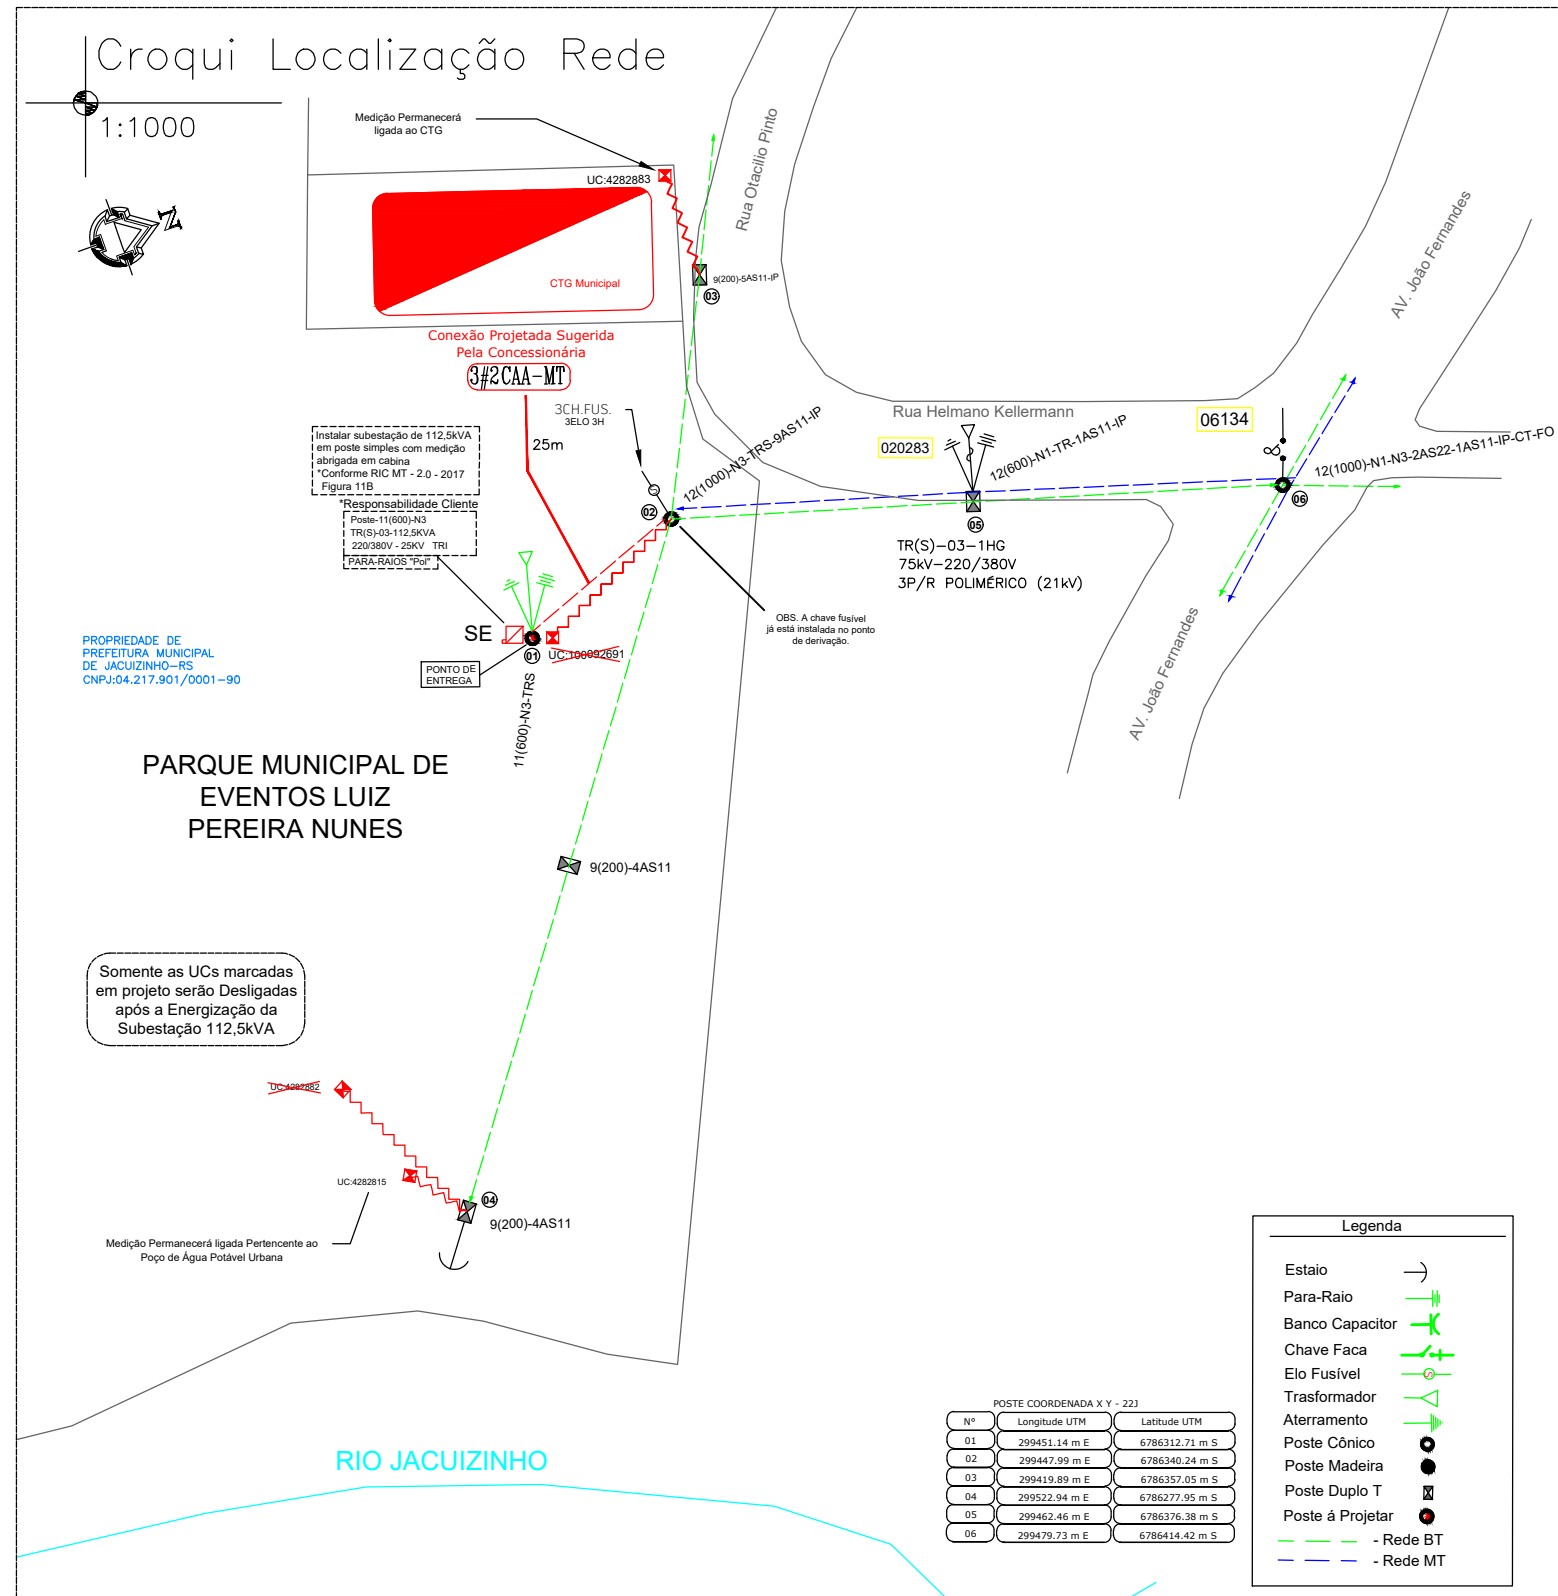 Croqui Localização Rede
1:1000
N
Medição Permanecerá
ligada ao CTG
UC:4282883
CTG Municipal
9(200)-5AS11-IP
03
Rua Otacilio Pinto
AV. João Fernandes
Conexão Projetada Sugerida
Pela Concessionária
3#2CAA-MT
25m
3CH.FUS.
3ELO 3H
Instalar subestação de 112,5kVA
em poste simples com medição
abrigada em cabina
*Conforme RIC MT - 2.0 - 2017
Figura 11B
*Responsabilidade Cliente
Poste-11(600)-N3
TR(S)-03-112,5KVA
220/380V - 25KV TRI
PARA-RAIOS "Pol"
02
12(1000)-N3-TRS-9AS11-IP
Rua Helmano Kellermann
020283
12(600)-N1-TR-1AS11-IP
05
TR(S)-03-1HG
75kV-220/380V
3P/R POLIMÉRICO (21kV)
06134
12(1000)-N1-N3-2AS22-1AS11-IP-CT-FO
06
OBS. A chave fusível
já está instalada no ponto
de derivação.
AV. João Fernandes
SE
01
UC:100092691
PONTO DE
ENTREGA
11(600)-N3-TRS
PROPRIEDADE DE
PREFEITURA MUNICIPAL
DE JACUIZINHO-RS
CNPJ:04.217.901/0001-90
PARQUE MUNICIPAL DE
EVENTOS LUIZ
PEREIRA NUNES
9(200)-4AS11
Somente as UCs marcadas
em projeto serão Desligadas
após a Energização da
Subestação 112,5kVA
UC:4282882
UC:4282815
04
9(200)-4AS11
Medição Permanecerá ligada Pertencente ao
Poço de Água Potável Urbana
RIO JACUIZINHO
POSTE COORDENADA X Y - 22J
Nº Longitude UTM Latitude UTM
01 299451.14 m E 6786312.71 m S
02 299447.99 m E 6786340.24 m S
03 299419.89 m E 6786357.05 m S
04 299522.94 m E 6786277.95 m S
05 299462.46 m E 6786376.38 m S
06 299479.73 m E 6786414.42 m S
Legenda
Estaio
Para-Raio
Banco Capacitor
Chave Faca
Elo Fusível
Trasformador
Aterramento
Poste Cônico
Poste Madeira
Poste Duplo T
Poste á Projetar
- Rede BT
- Rede MT